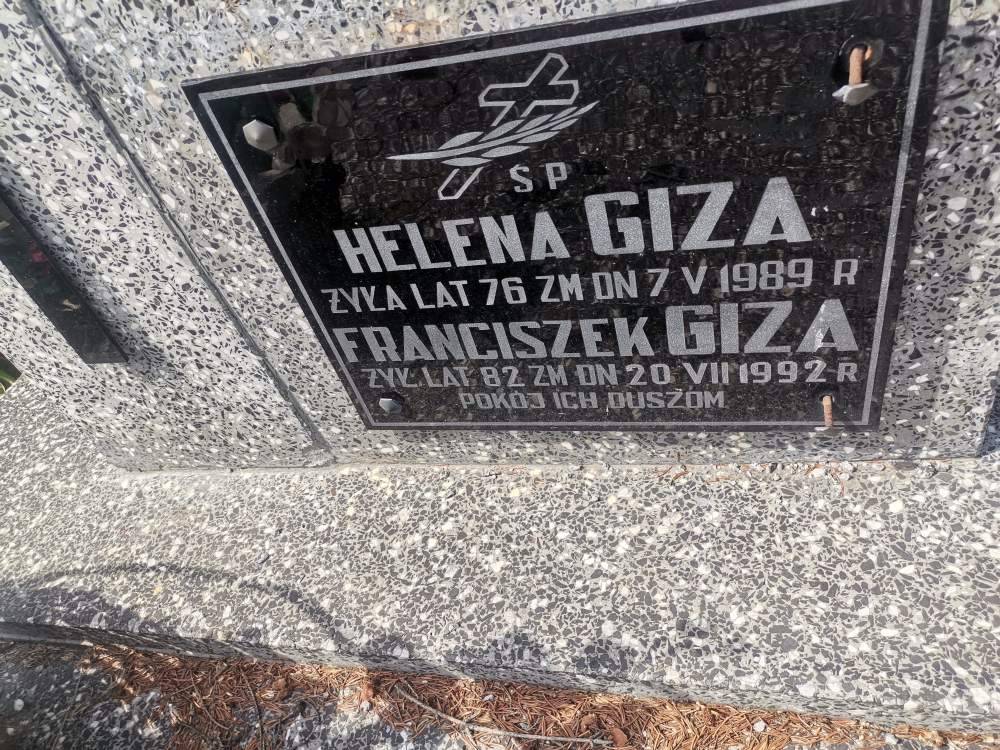 Ś P
HELENA GIZA
ŻYŁA LAT 76 ZM DN 7 V 1989 R
FRANCISZEK GIZA
ŻYŁ LAT 82 ZM DN 20 VII 1992 R
POKÓJ ICH DUSZOM